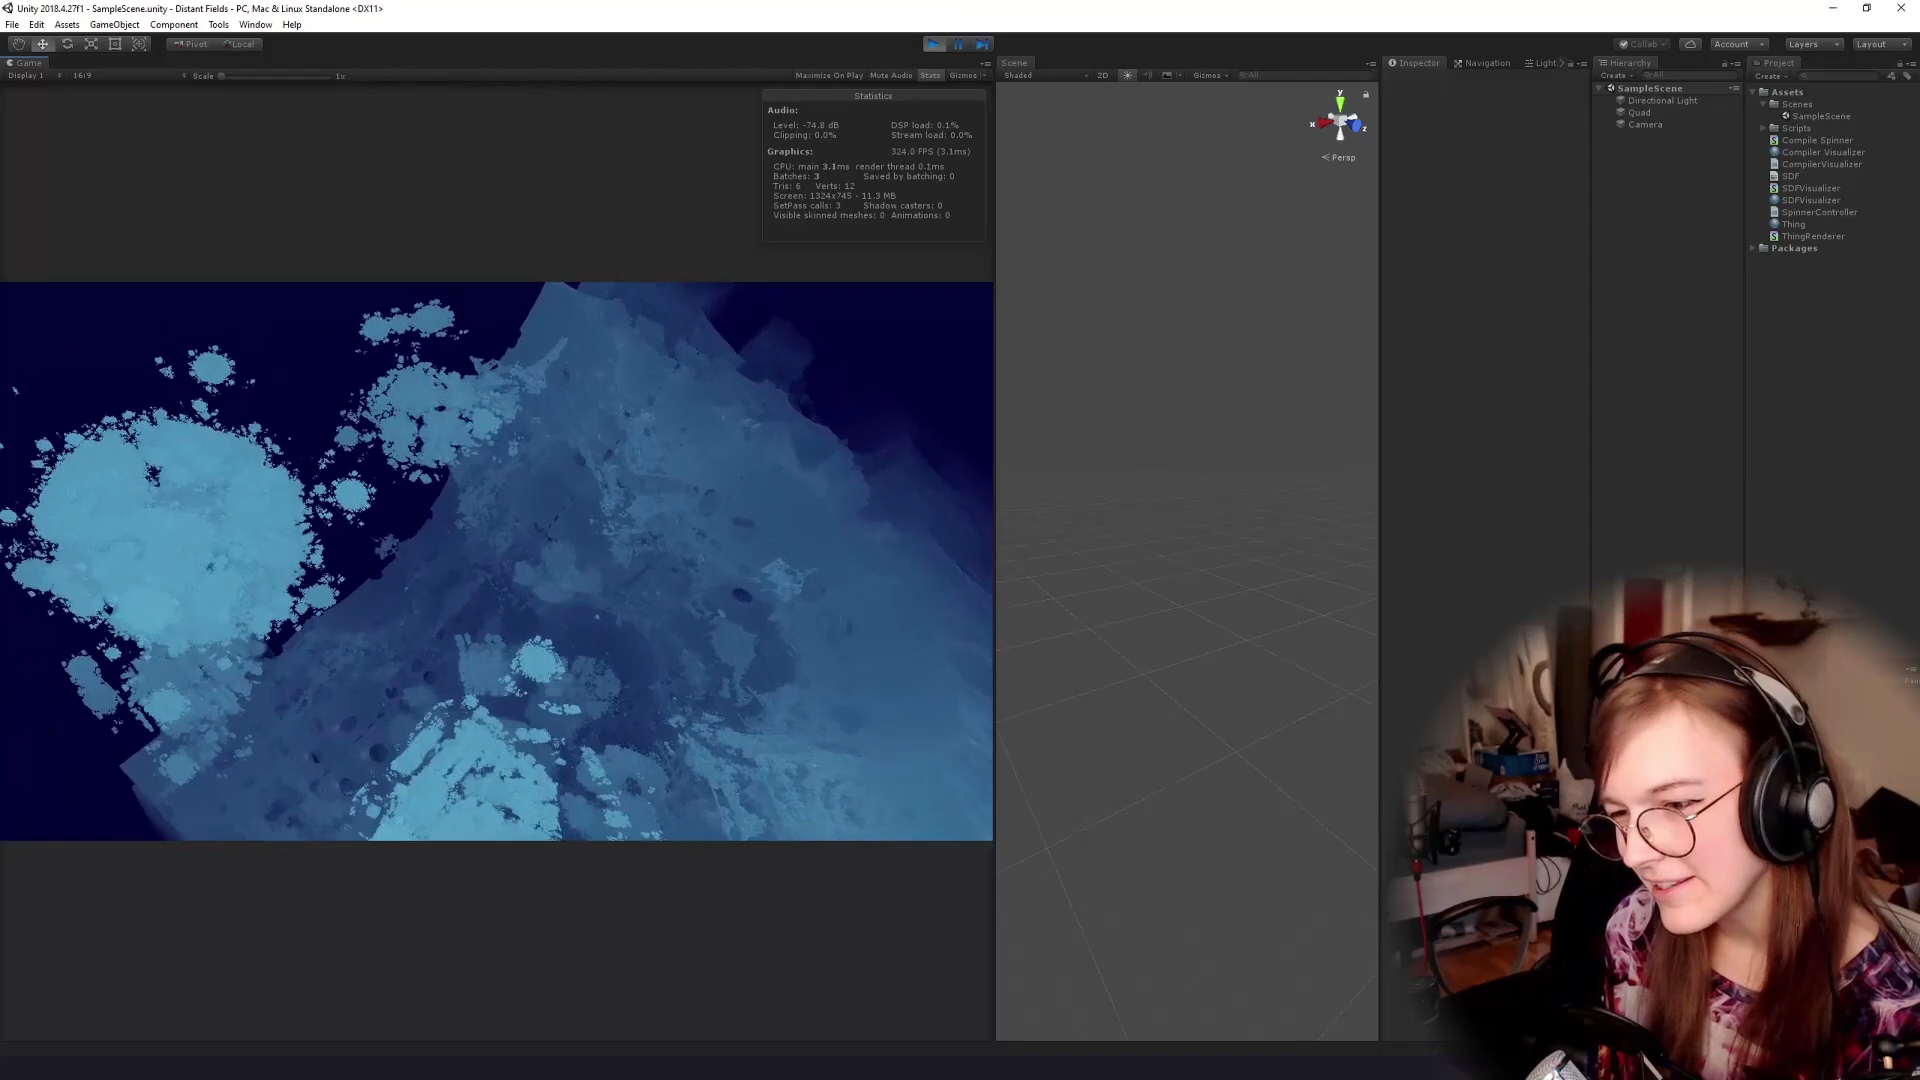 Unity 2018.4.27f1 - SampleScene.unity - Distant Fields - PC, Mac & Linux Standalone <DX11>
File Edit Assets GameObject Component Tools Window Help
Pivot Local
Collab Account Layers Layout
Game
Display 1 16:9 Scale 1x Maximize On Play Mute Audio Stats Gizmos
Statistics
Audio:
Level: -74.8 dB DSP load: 0.1%
Clipping: 0.0% Stream load: 0.0%
Graphics: 324.0 FPS (3.1ms)
CPU: main 3.1ms render thread 0.1ms
Batches: 3 Saved by batching: 0
Tris: 6 Verts: 12
Screen: 1324x745 - 11.3 MB
SetPass calls: 3 Shadow casters: 0
Visible skinned meshes: 0 Animations: 0
Scene
Shaded 2D Gizmos All
y
x z
Persp
Inspector Navigation Light
Hierarchy
Create All
SampleScene
Directional Light
Quad
Camera
Project
Create
Assets
Scenes
SampleScene
Scripts
Compile Spinner
Compiler Visualizer
CompilerVisualizer
SDF
SDFVisualizer
SDFVisualizer
SpinnerController
Thing
ThingRenderer
Packages